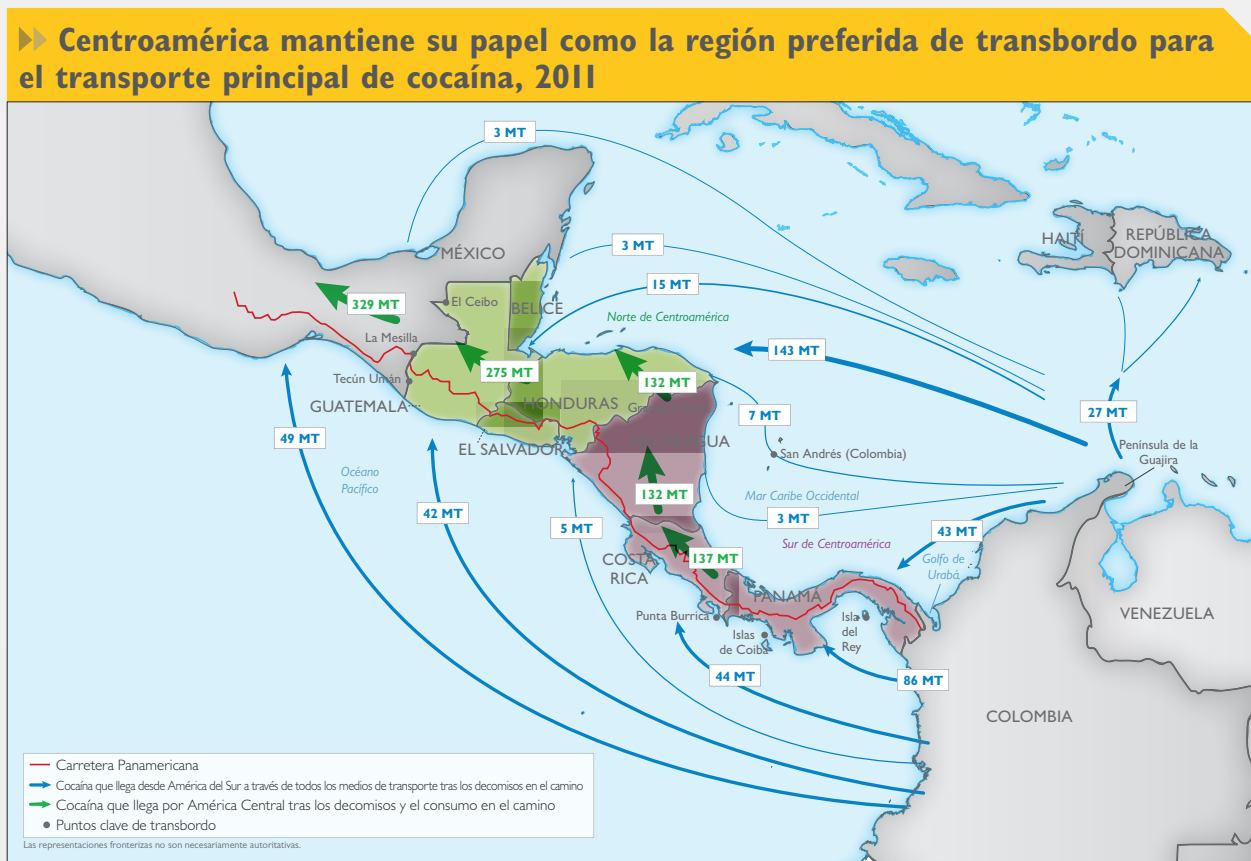 Centroamérica mantiene su papel como la región preferida de transbordo para
el transporte principal de cocaína, 2011
3 MT
HAITÍ
REPÚBLICA
DOMINICANA
MÉXICO
3 MT
15 MT
329 MT
El Ceibo
BELICE
Norte de Centroamérica
La Mesilla
143 MT
275 MT
Tecún Umán
132 MT
GUATEMALA
HONDURAS
7 MT
27 MT
49 MT
EL SALVADOR
San Andrés (Colombia)
Península de la
Guajira
Océano
Pacífico
132 MT
Mar Caribe Occidental
42 MT
5 MT
3 MT
43 MT
Sur de Centroamérica
COSTA
RICA
137 MT
Golfo de
Urabá
PANAMÁ
Punta Burrica
Islas
de Coiba
Isla
del
Rey
VENEZUELA
44 MT
86 MT
COLOMBIA
Carretera Panamericana
Cocaína que llega desde América del Sur a través de todos los medios de transporte tras los decomisos en el camino
Cocaína que llega por América Central tras los decomisos y el consumo en el camino
Puntos clave de transbordo
Las representaciones fronterizas no son necesariamente autoritativas.